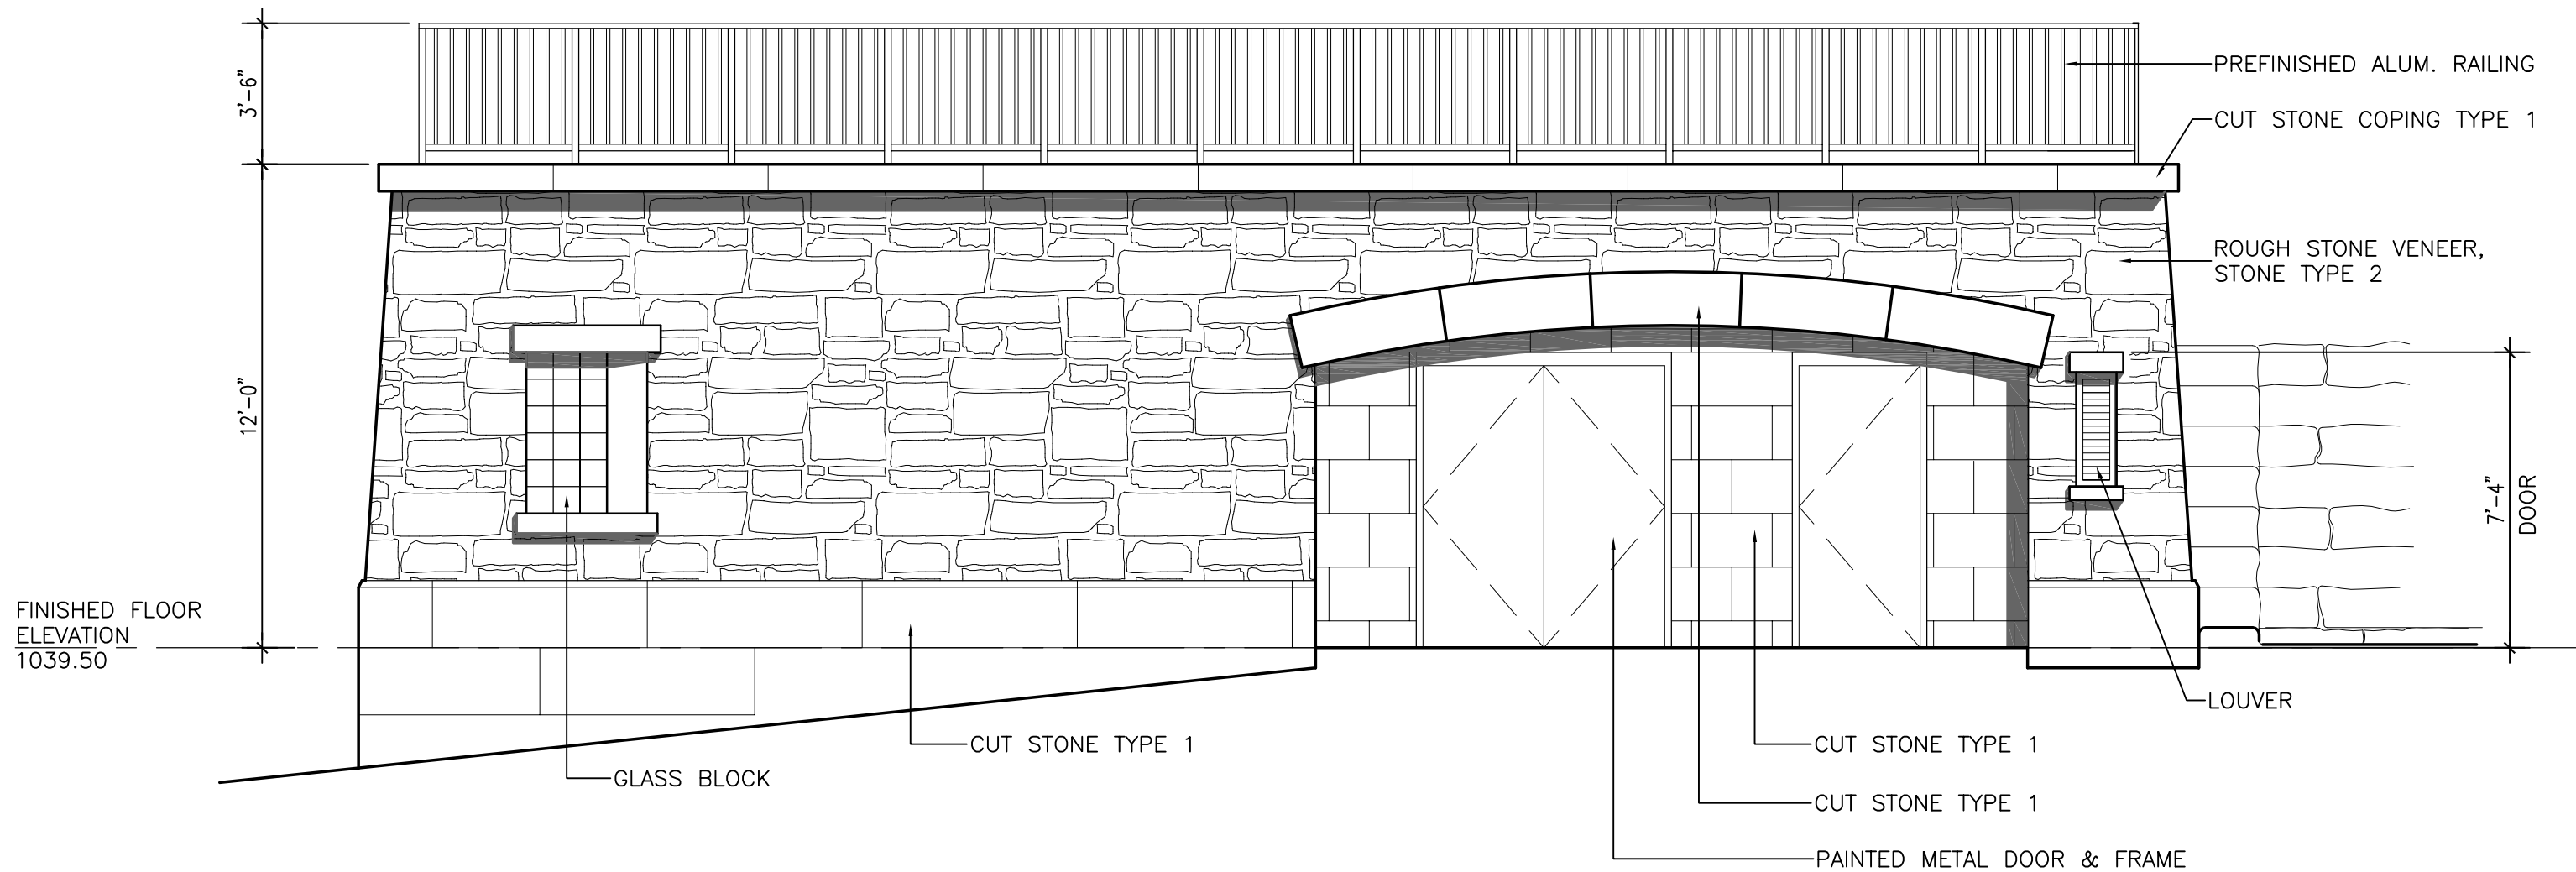 3'-6"
PREFINISHED ALUM. RAILING
CUT STONE COPING TYPE 1
ROUGH STONE VENEER,
STONE TYPE 2
12'-0"
7'-4"
DOOR
FINISHED FLOOR
ELEVATION
1039.50
LOUVER
CUT STONE TYPE 1
CUT STONE TYPE 1
GLASS BLOCK
CUT STONE TYPE 1
PAINTED METAL DOOR & FRAME